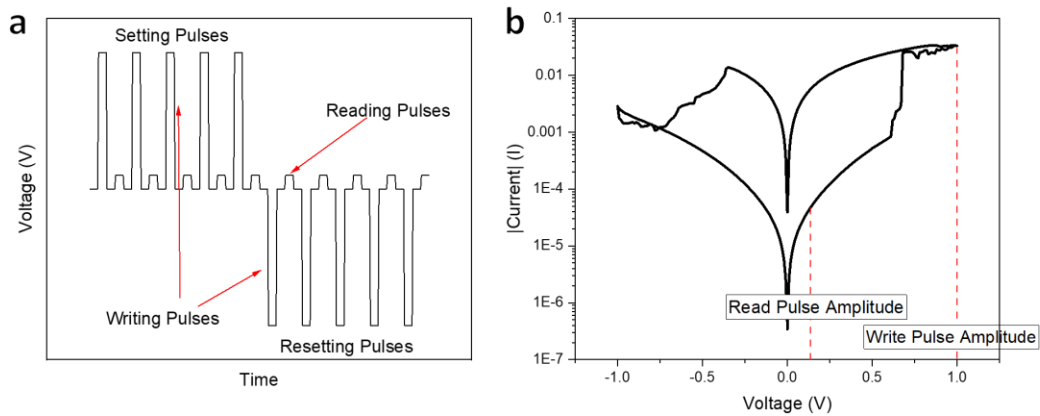 a
Setting Pulses
Reading Pulses
Writing Pulses
Resetting Pulses
Voltage (V)
Time
b
0.1
0.01
0.001
1E-4
1E-5
1E-6
1E-7
|Current| (I)
Read Pulse Amplitude
Write Pulse Amplitude
-1.0
-0.5
0.0
0.5
1.0
Voltage (V)